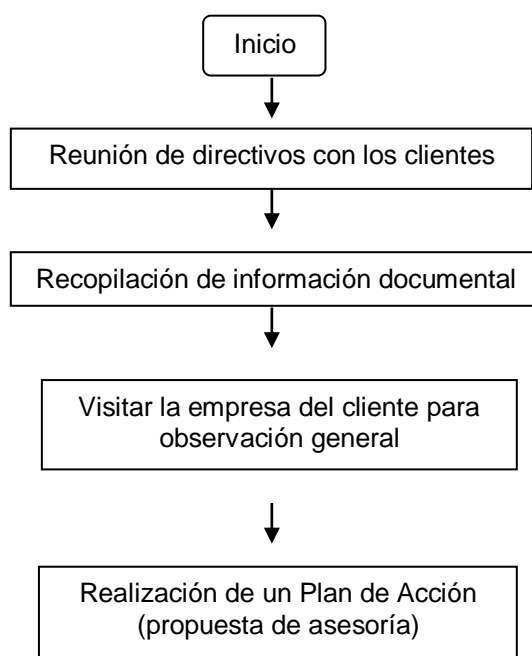 Inicio
Reunión de directivos con los clientes
Recopilación de información documental
Visitar la empresa del cliente para
observación general
Realización de un Plan de Acción
(propuesta de asesoría)